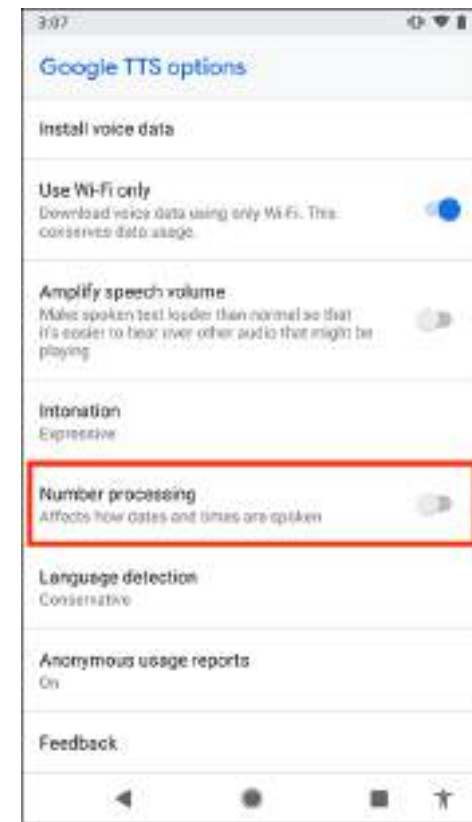 3:07
Google TTS options
Install voice data
Use Wi-Fi only
Download voice data using only Wi-Fi. This
conserves data usage.
Amplify speech volume
Make spoken text louder than normal so that
it's easier to hear over other audio that might be
playing
Intonation
Expressive
Number processing
Affects how dates and times are spoken
Language detection
Conservative
Anonymous usage reports
On
Feedback